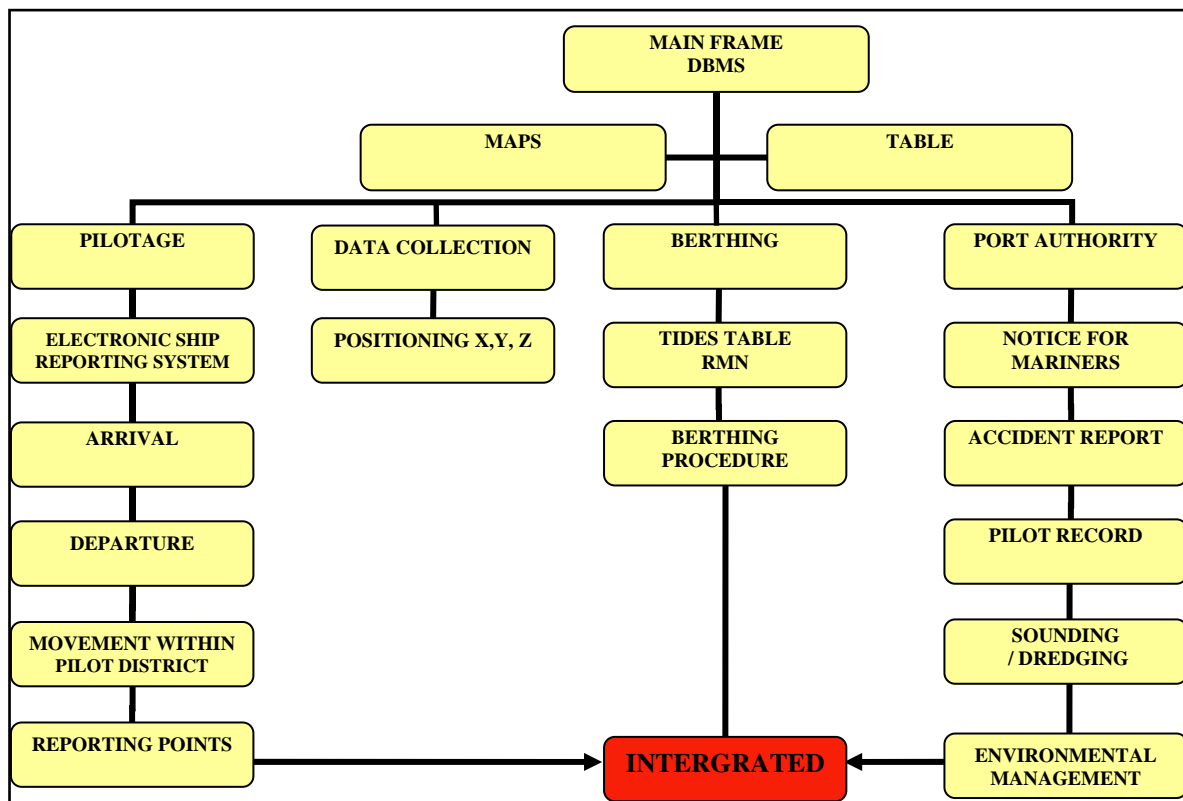 MAIN FRAME
DBMS
MAPS
TABLE
PILOTAGE
DATA COLLECTION
BERTHING
PORT AUTHORITY
ELECTRONIC SHIP
REPORTING SYSTEM
POSITIONING X,Y, Z
TIDES TABLE
RMN
NOTICE FOR
MARINERS
ARRIVAL
BERTHING
PROCEDURE
ACCIDENT REPORT
DEPARTURE
PILOT RECORD
MOVEMENT WITHIN
PILOT DISTRICT
SOUNDING
/ DREDGING
REPORTING POINTS
INTERGRATED
ENVIRONMENTAL
MANAGEMENT